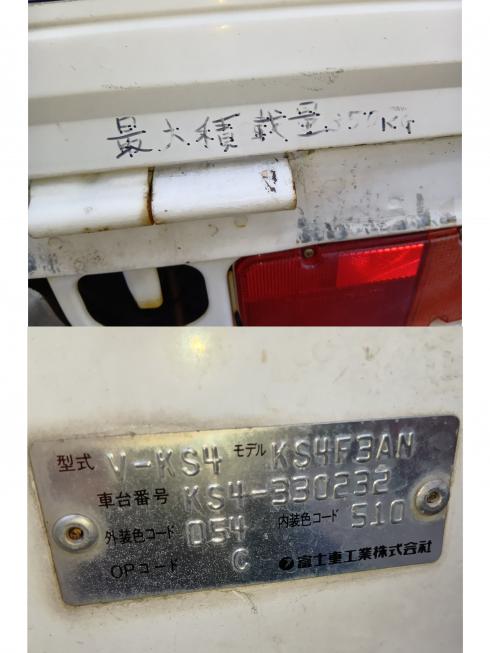 最大積載量350KG
型式 V-KS4 モデル KS4F3AN
車台番号 KS4-330232
外装色コード 054 内装色コード 510
OPコード C 富士重工業株式会社